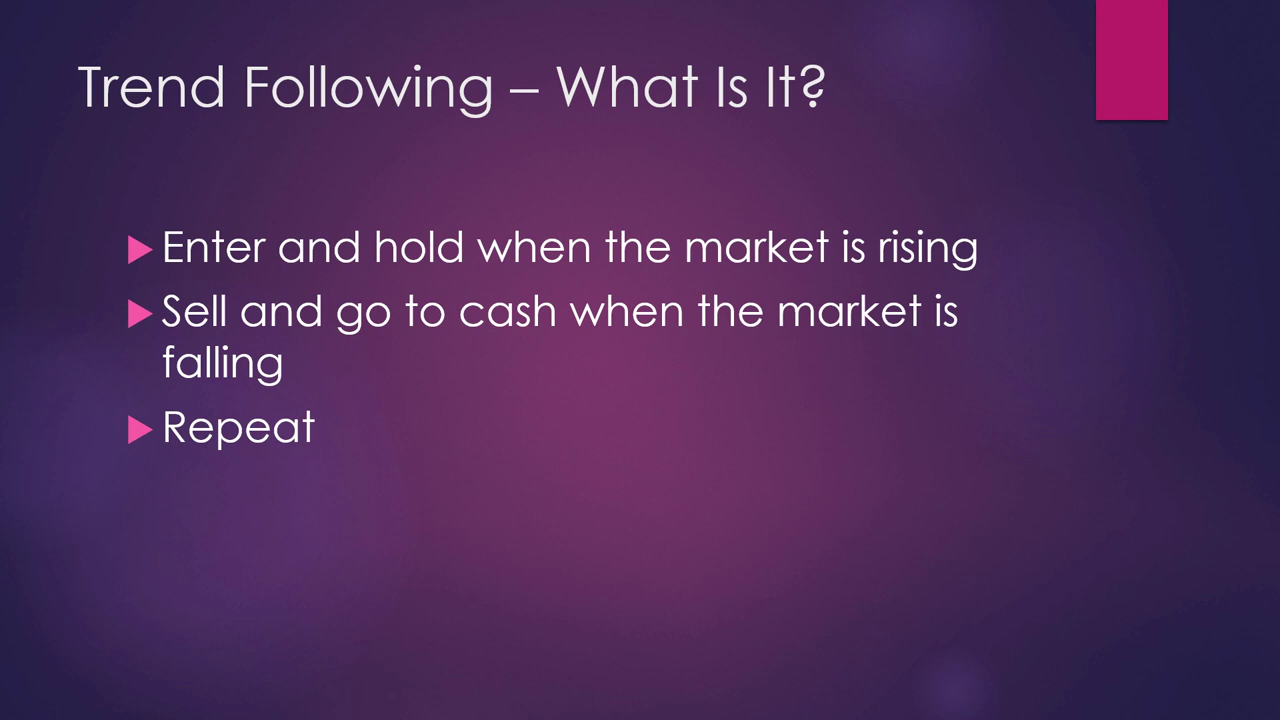 Trend Following – What Is It?
Enter and hold when the market is rising
Sell and go to cash when the market is
falling
Repeat